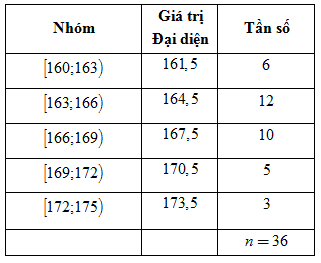 Nhóm Giá trị Đại diện Tần số
[160;163) 161,5 6
[163;166) 164,5 12
[166;169) 167,5 10
[169;172) 170,5 5
[172;175) 173,5 3
n = 36